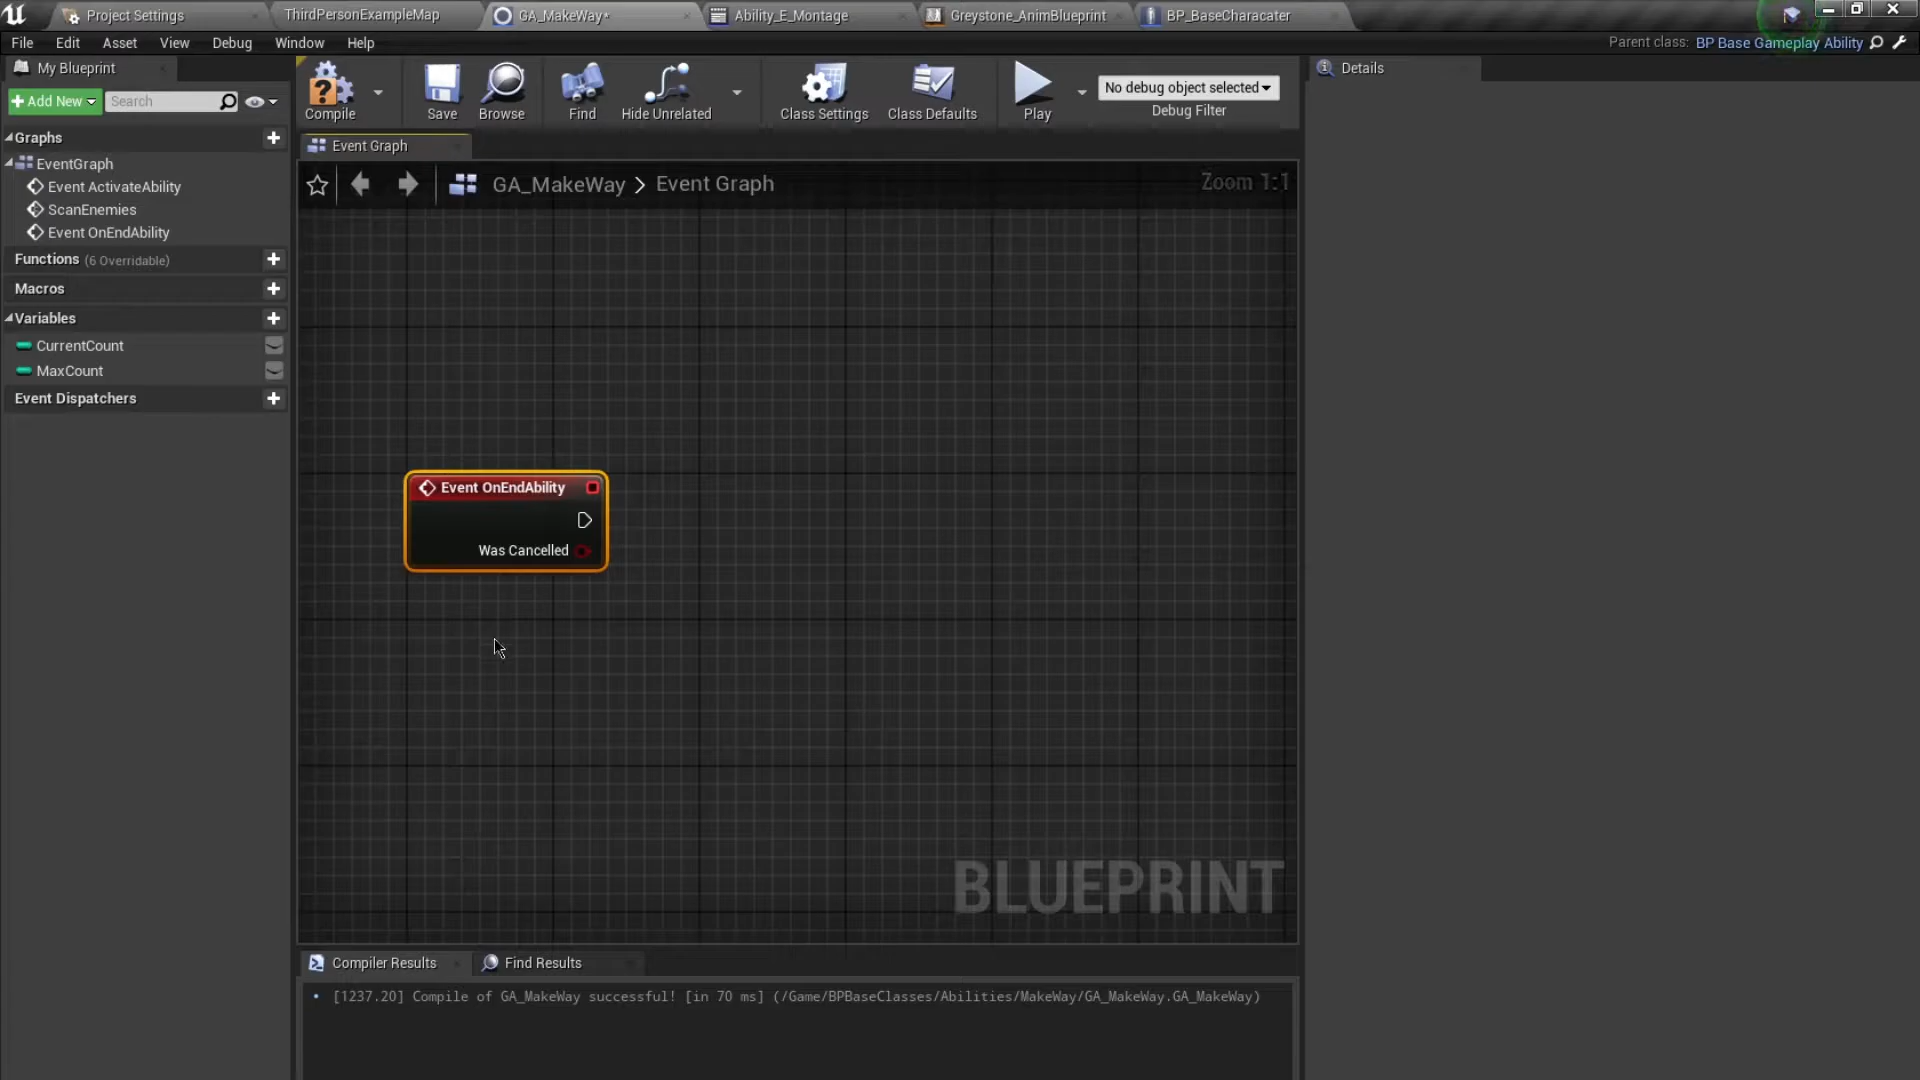 Project Settings
ThirdPersonExampleMap
GA_MakeWay*
Ability_E_Montage
Greystone_AnimBlueprint
BP_BaseCharacater
File
Edit
Asset
View
Debug
Window
Help
Parent class:
BP Base Gameplay Ability
My Blueprint
Add New
Search
Compile
Save
Browse
Find
Hide Unrelated
Class Settings
Class Defaults
Play
No debug object selected
Debug Filter
Details
Graphs
EventGraph
Event ActivateAbility
ScanEnemies
Event OnEndAbility
Functions (6 Overridable)
Macros
Variables
CurrentCount
MaxCount
Event Dispatchers
Event Graph
GA_MakeWay > Event Graph
Zoom 1:1
Event OnEndAbility
Was Cancelled
BLUEPRINT
Compiler Results
Find Results
• [1237.20] Compile of GA_MakeWay successful! [in 70 ms] (/Game/BPBaseClasses/Abilities/MakeWay/GA_MakeWay.GA_MakeWay)